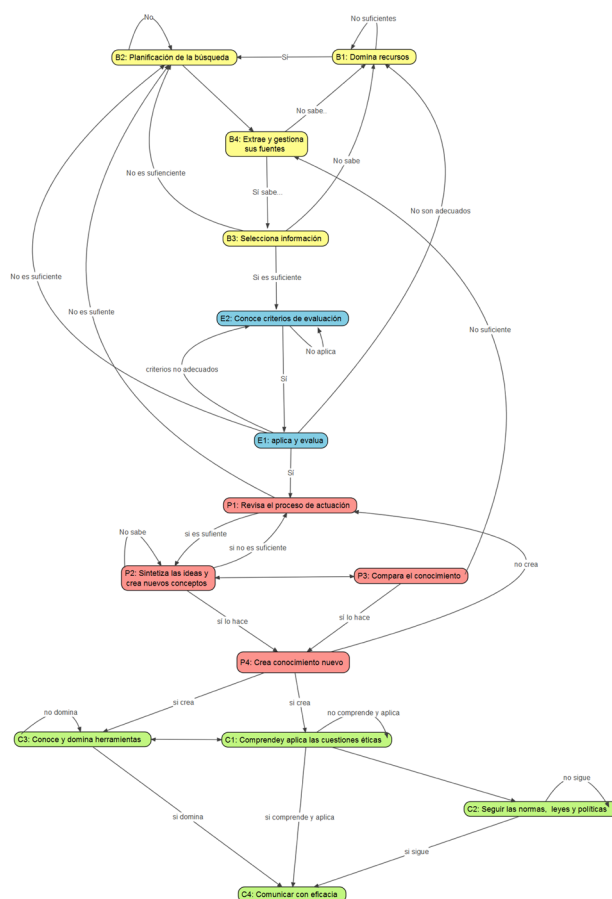 No
No suficientes
B2: Planificación de la búsqueda
Sí
B1: Domina recursos
No sabe..
B4: Extrae y gestiona
sus fuentes
No sabe
No es sufienciente
Sí sabe...
No son adecuados
B3: Selecciona información
No es suficiente
Si es suficiente
No es sufiente
E2: Conoce criterios de evaluación
No suficiente
No aplica
criterios no adecuados
Sí
E1: aplica y evalua
Sí
P1: Revisa el proceso de actuación
No sabe
si es sufiente
si no es suficiente
no crea
P2: Sintetiza las ideas y
crea nuevos conceptos
P3: Compara el conocimiento
sí lo hace
sí lo hace
P4: Crea conocimiento nuevo
si crea
si crea
no domina
no comprende y aplica
C3: Conoce y domina herramientas
C1: Comprendey aplica las cuestiones éticas
no sigue
C2: Seguir las normas, leyes y políticas
si domina
si comprende y aplica
si sigue
C4: Comunicar con eficacia